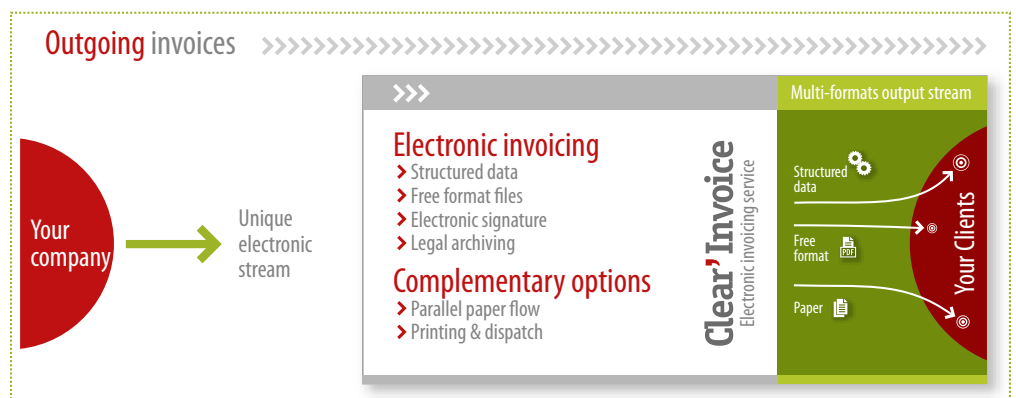 Outgoing invoices
Your
company
Unique
electronic
stream
Electronic invoicing
Structured data
Free format files
Electronic signature
Legal archiving
Complementary options
Parallel paper flow
Printing & dispatch
Clear'Invoice
Electronic invoicing service
Multi-formats output stream
Structured
data
Free
format
PDF
Paper
Your Clients